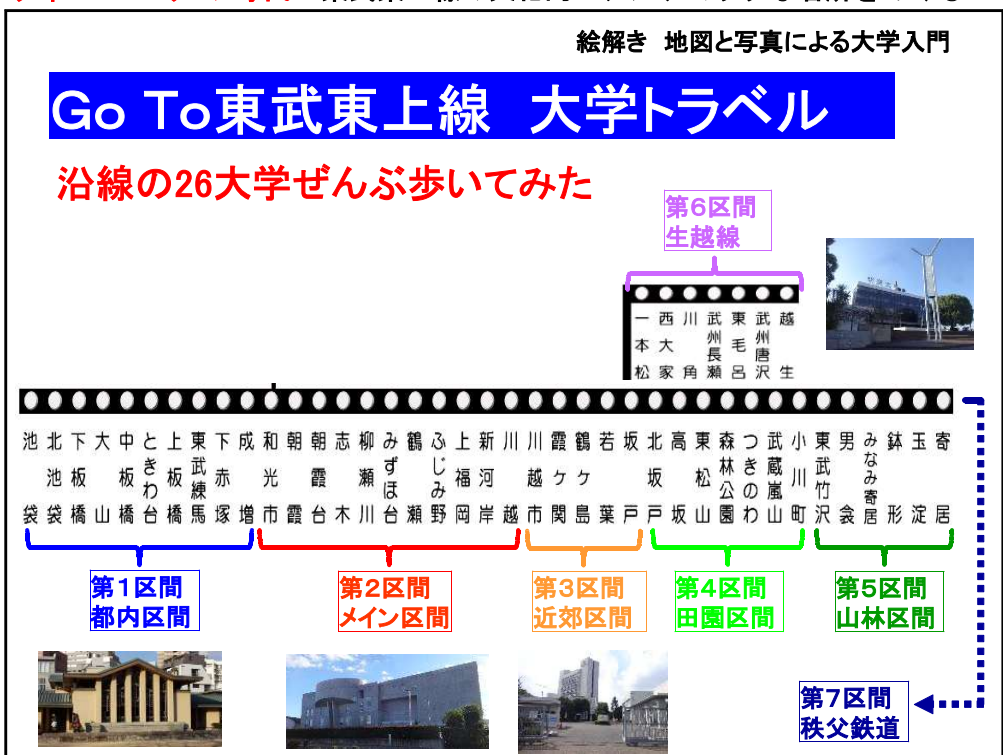 絵解き 地図と写真による大学入門
Go To東武東上線 大学トラベル
沿線の26大学ぜんぶ歩いてみた
第6区間
生越線
一本松
西大家
川角
武州長瀬
東毛呂
武州唐沢
越生
池袋
北池袋
下板橋
大山
中板橋
ときわ台
上板橋
東武練馬
下赤塚
成増
和光市
朝霞
朝霞台
志木
柳瀬川
みずほ台
鶴瀬
ふじみ野
上福岡
新河岸
川越
川越市
霞ケ関
鶴ケ島
若葉
坂戸
北坂戸
高坂
東松山
森林公園
つきのわ
武蔵嵐山
小川町
東武竹沢
男衾
みなみ寄居
鉢形
玉淀
寄居
第1区間
都内区間
第2区間
メイン区間
第3区間
近郊区間
第4区間
田園区間
第5区間
山林区間
第7区間
秩父鉄道